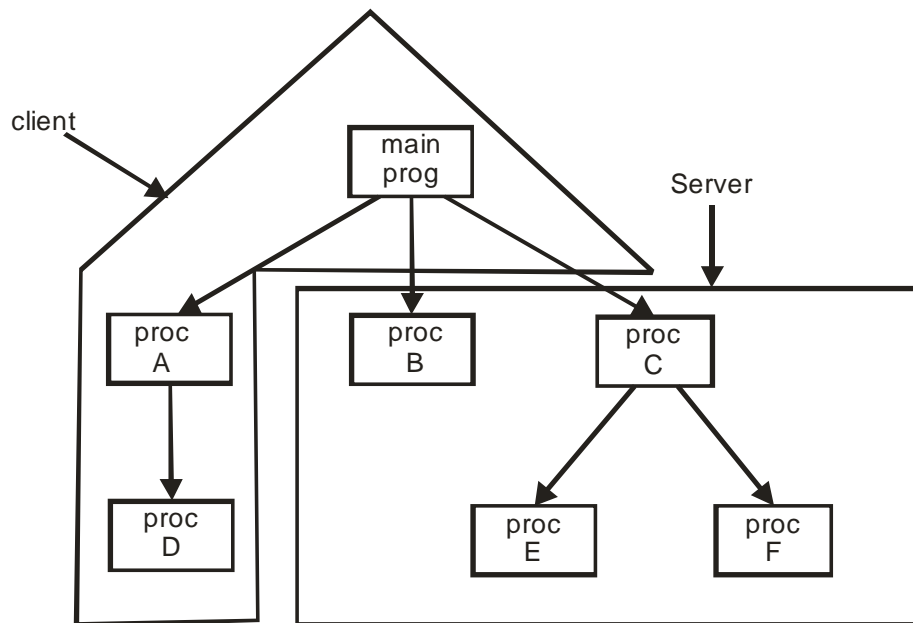 client
main
prog
Server
proc
A
proc
B
proc
C
proc
D
proc
E
proc
F